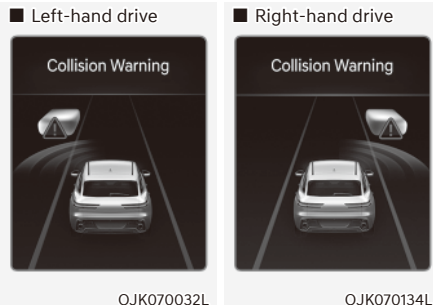 ■ Left-hand drive
Collision Warning
OJK070032L
■ Right-hand drive
Collision Warning
OJK070134L